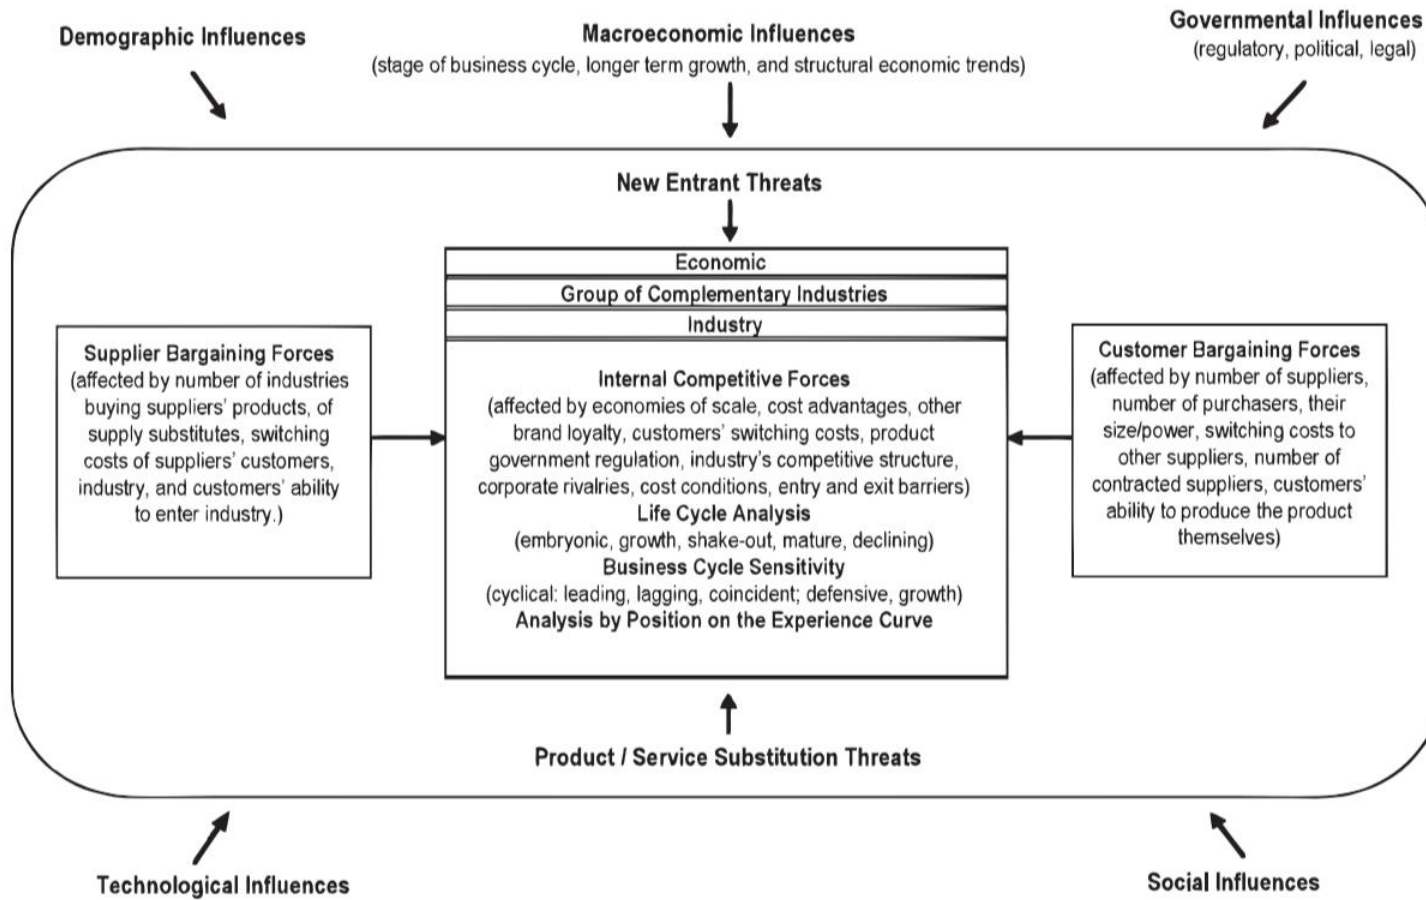 Demographic Influences
Macroeconomic Influences
(stage of business cycle, longer term growth, and structural economic trends)
Governmental Influences
(regulatory, political, legal)
New Entrant Threats
Economic
Group of Complementary Industries
Industry
Supplier Bargaining Forces
(affected by number of industries
buying suppliers' products, of
supply substitutes, switching
costs of suppliers' customers,
industry, and customers' ability
to enter industry.)
Internal Competitive Forces
(affected by economies of scale, cost advantages, other
brand loyalty, customers' switching costs, product
government regulation, industry's competitive structure,
corporate rivalries, cost conditions, entry and exit barriers)
Life Cycle Analysis
(embryonic, growth, shake-out, mature, declining)
Business Cycle Sensitivity
(cyclical: leading, lagging, coincident; defensive, growth)
Analysis by Position on the Experience Curve
Customer Bargaining Forces
(affected by number of suppliers,
number of purchasers, their
size/power, switching costs to
other suppliers, number of
contracted suppliers, customers'
ability to produce the product
themselves)
Product / Service Substitution Threats
Technological Influences
Social Influences